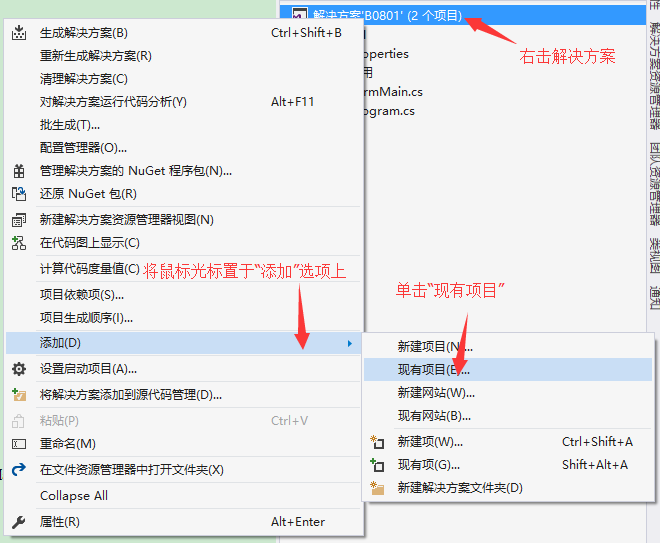 解决方案'B0801' (2 个项目)
右击解决方案
operties
用
rmMain.cs
ogram.cs
生成解决方案(B) Ctrl+Shift+B
重新生成解决方案(R)
清理解决方案(C)
对解决方案运行代码分析(Y) Alt+F11
批生成(T)...
配置管理器(O)...
管理解决方案的 NuGet 程序包(N)...
还原 NuGet 包(R)
新建解决方案资源管理器视图(N)
在代码图上显示(C)
计算代码度量值(C)
将鼠标光标置于“添加”选项上
项目依赖项(S)...
项目生成顺序(I)...
添加(D)
设置启动项目(A)...
将解决方案添加到源代码管理(D)...
粘贴(P) Ctrl+V
重命名(M)
在文件资源管理器中打开文件夹(X)
Collapse All
属性(R) Alt+Enter
单击“现有项目”
新建项目(N)...
现有项目(E)...
新建网站(W)...
现有网站(B)...
新建项(W)... Ctrl+Shift+A
现有项(G)... Shift+Alt+A
新建解决方案文件夹(D)
解决方案资源管理器
团队资源管理器
类视图
通知